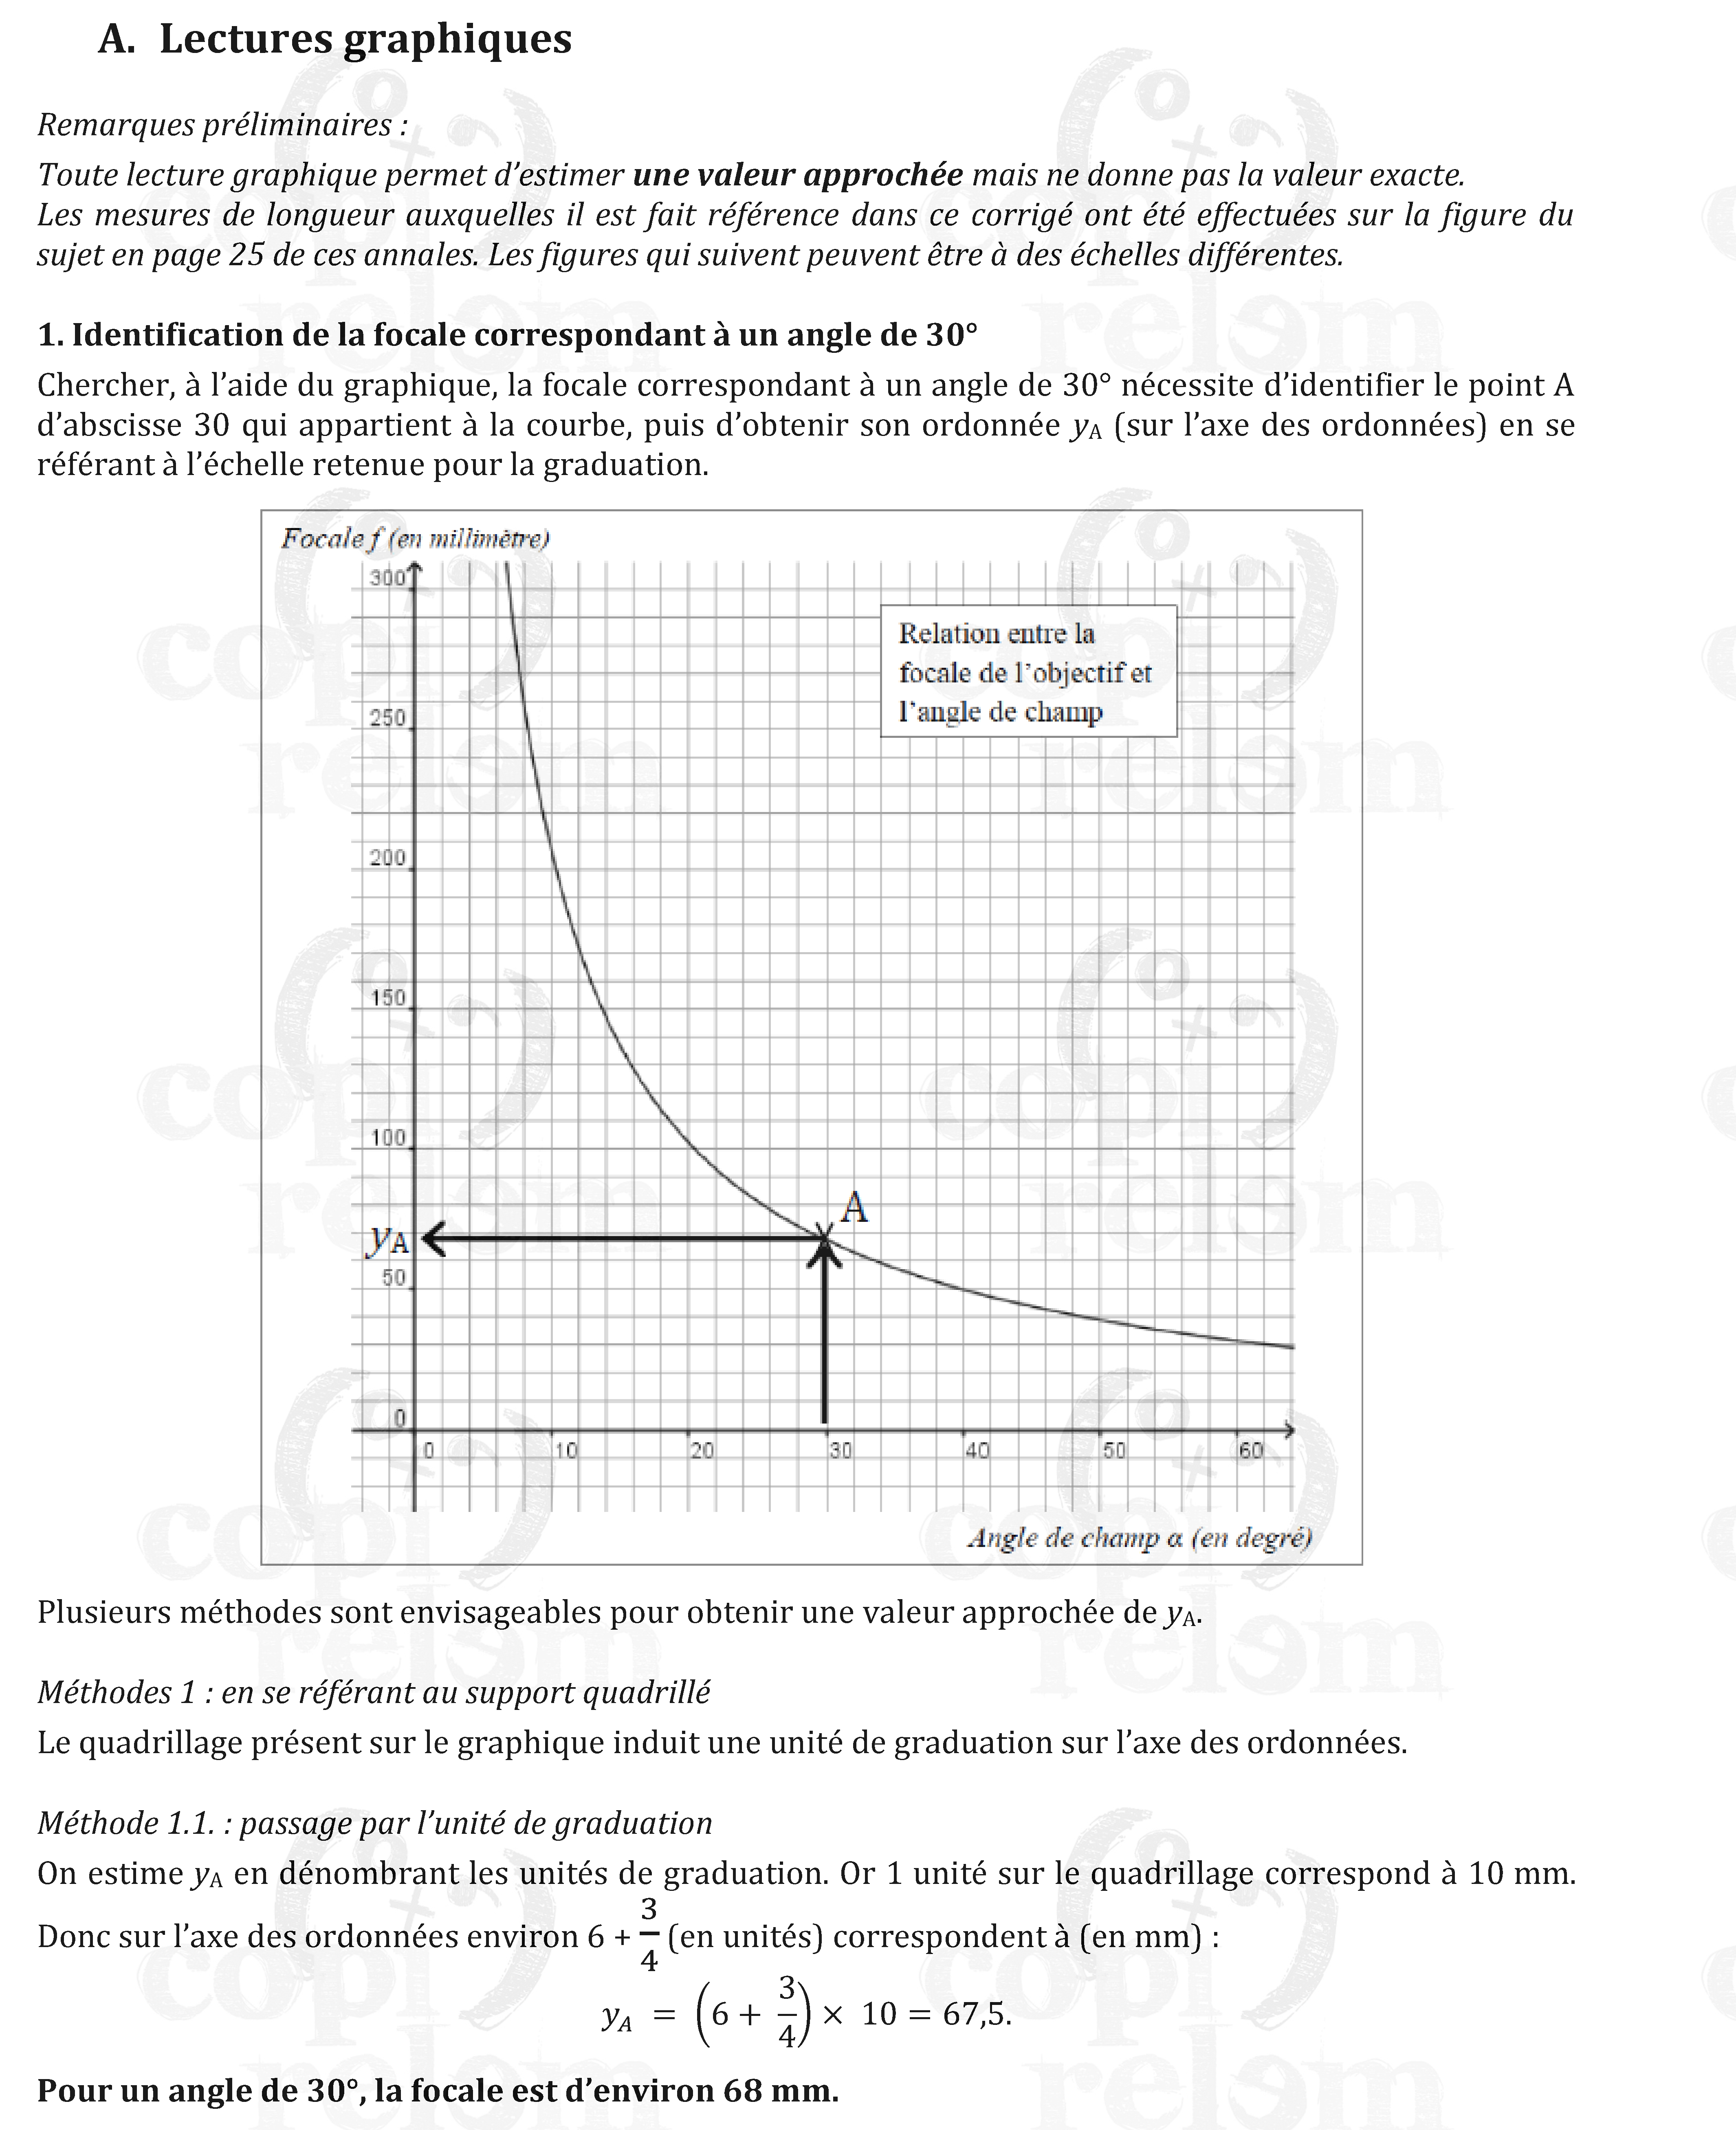 A. Lectures graphiques
Remarques préliminaires :
Toute lecture graphique permet d’estimer une valeur approchée mais ne donne pas la valeur exacte.
Les mesures de longueur auxquelles il est fait référence dans ce corrigé ont été effectuées sur la figure du
sujet en page 25 de ces annales. Les figures qui suivent peuvent être à des échelles différentes.
1. Identification de la focale correspondant à un angle de 30°
Chercher, à l’aide du graphique, la focale correspondant à un angle de 30° nécessite d’identifier le point A
d’abscisse 30 qui appartient à la courbe, puis d’obtenir son ordonnée yA (sur l’axe des ordonnées) en se
référant à l’échelle retenue pour la graduation.
Focale f (en millimètre)
300
Relation entre la
focale de l’objectif et
l’angle de champ
250
200
150
100
A
yA
50
0
0 10 20 30 40 50 60
Angle de champ α (en degré)
Plusieurs méthodes sont envisageables pour obtenir une valeur approchée de yA.
Méthodes 1 : en se référant au support quadrillé
Le quadrillage présent sur le graphique induit une unité de graduation sur l’axe des ordonnées.
Méthode 1.1. : passage par l’unité de graduation
On estime yA en dénombrant les unités de graduation. Or 1 unité sur le quadrillage correspond à 10 mm.
Donc sur l’axe des ordonnées environ 6 + 3/4 (en unités) correspondent à (en mm) :
yA = (6 + 3/4) × 10 = 67,5.
Pour un angle de 30°, la focale est d’environ 68 mm.
copirelem